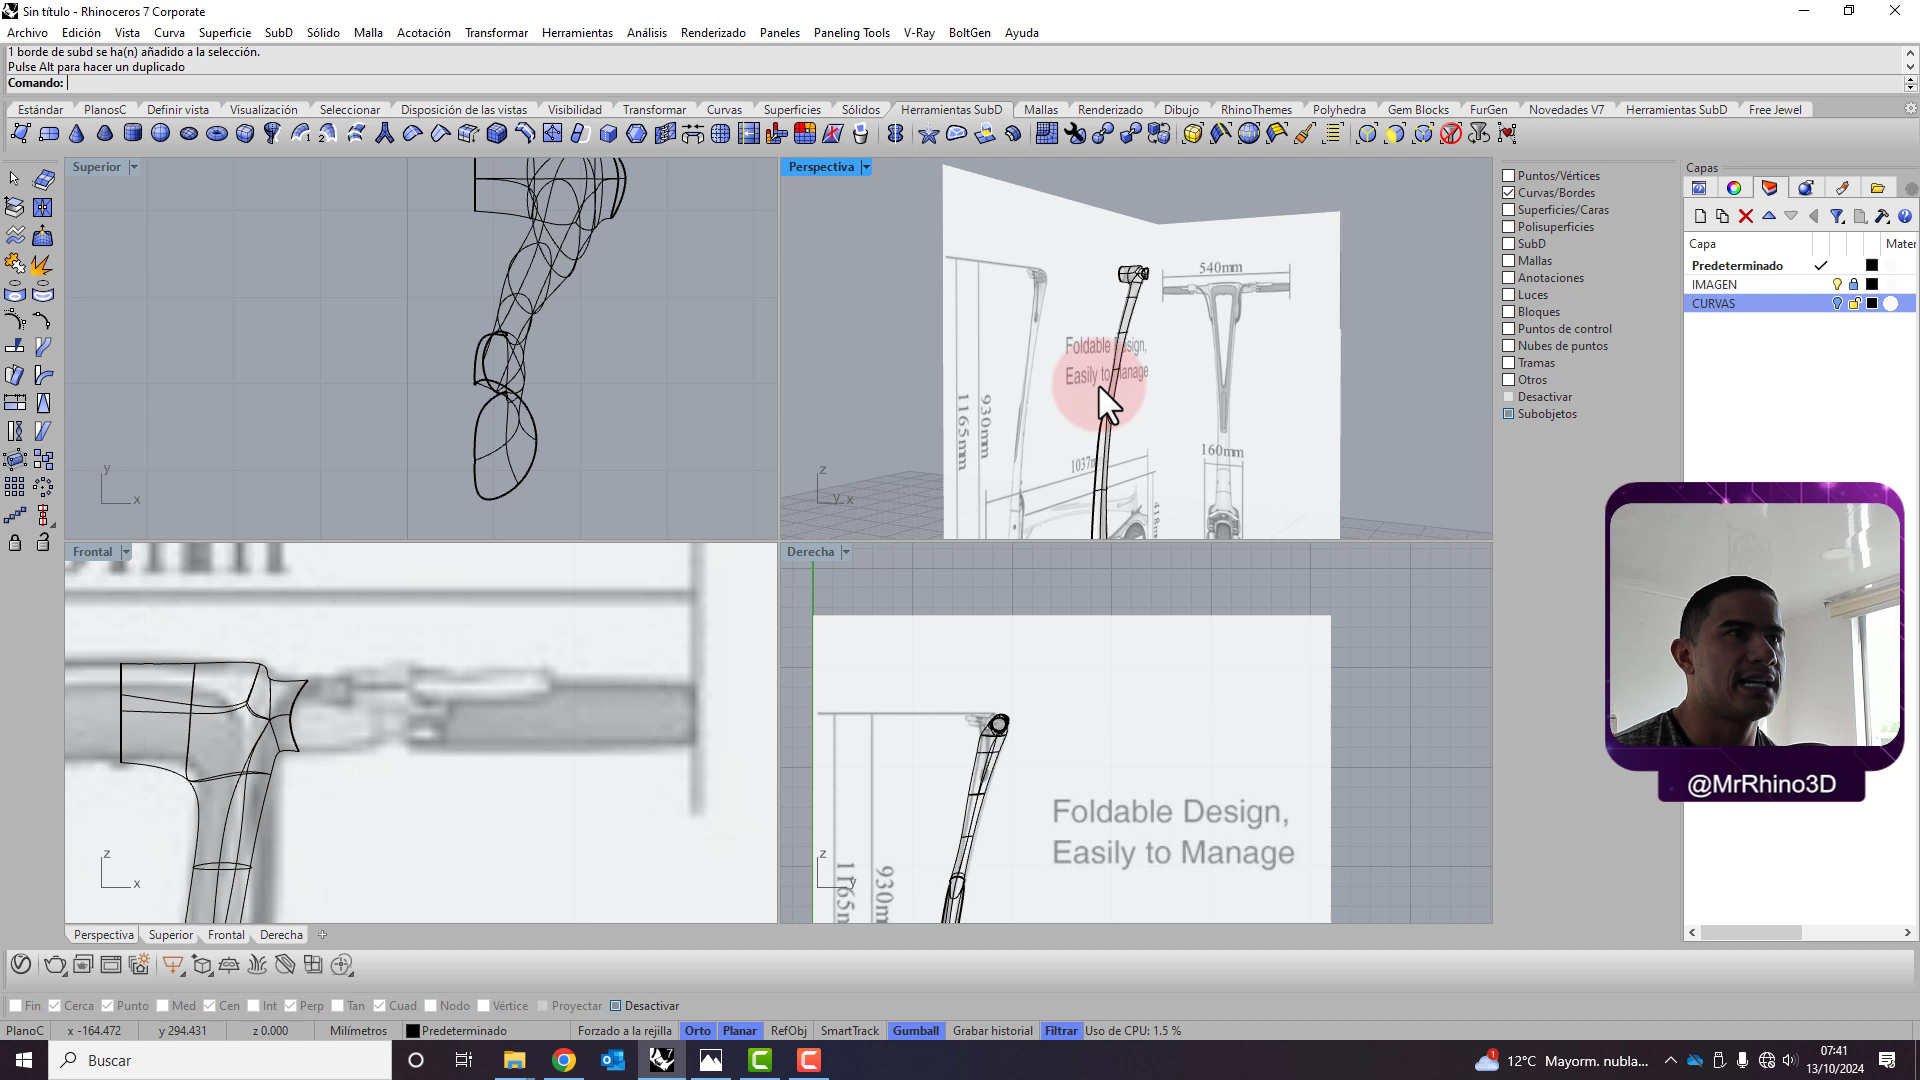 Sin título - Rhinoceros 7 Corporate
Archivo Edición Vista Curva Superficie SubD Sólido Malla Acotación Transformar Herramientas Análisis Renderizado Paneles Paneling Tools V-Ray BoltGen Ayuda
1 borde de subd se ha(n) añadido a la selección.
Pulse Alt para hacer un duplicado
Comando:
Estándar PlanosC Definir vista Visualización Seleccionar Disposición de las vistas Visibilidad Transformar Curvas Superficies Sólidos Herramientas SubD Mallas Renderizado Dibujo RhinoThemes Polyhedra Gem Blocks FurGen Novedades V7 Herramientas SubD Free Jewel
Superior
y
x
Perspectiva
540mm
Foldable Design,
Easily to Manage
930mm
1165mm
1037m
160mm
418m
z
y x
Puntos/Vértices
Curvas/Bordes
Superficies/Caras
Polisuperficies
SubD
Mallas
Anotaciones
Luces
Bloques
Puntos de control
Nubes de puntos
Tramas
Otros
Desactivar
Subobjetos
Capas
Capa Mater
Predeterminado
IMAGEN
CURVAS
@MrRhino3D
Frontal
z
x
Derecha
Foldable Design,
Easily to Manage
z
y
Perspectiva Superior Frontal Derecha
Fin Cerca Punto Med Cen Int Perp Tan Cuad Nodo Vértice Proyectar Desactivar
PlanoC x -164.472 y 294.431 z 0.000 Milímetros Predeterminado Forzado a la rejilla Orto Planar RefObj SmartTrack Gumball Grabar historial Filtrar Uso de CPU: 1.5 %
Buscar
1
12°C Mayorm. nubla...
07:41
13/10/2024